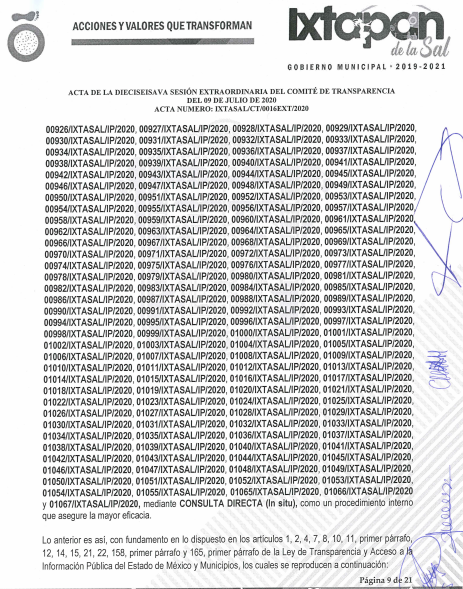 ACCIONES Y VALORES QUE TRANSFORMAN
Ixtapan
de la Sal
GOBIERNO MUNICIPAL · 2019-2021
ACTA DE LA DIECISEISAVA SESIÓN EXTRAORDINARIA DEL COMITÉ DE TRANSPARENCIA
DEL 09 DE JULIO DE 2020
ACTA NÚMERO: IXTASAL/CT/0016EXT/2020
00926/IXTASAL/IP/2020, 00927/IXTASAL/IP/2020, 00928/IXTASAL/IP/2020, 00929/IXTASAL/IP/2020,
00930/IXTASAL/IP/2020, 00931/IXTASAL/IP/2020, 00932/IXTASAL/IP/2020, 00933/IXTASAL/IP/2020,
00934/IXTASAL/IP/2020, 00935/IXTASAL/IP/2020, 00936/IXTASAL/IP/2020, 00937/IXTASAL/IP/2020,
00938/IXTASAL/IP/2020, 00939/IXTASAL/IP/2020, 00940/IXTASAL/IP/2020, 00941/IXTASAL/IP/2020,
00942/IXTASAL/IP/2020, 00943/IXTASAL/IP/2020, 00944/IXTASAL/IP/2020, 00945/IXTASAL/IP/2020,
00946/IXTASAL/IP/2020, 00947/IXTASAL/IP/2020, 00948/IXTASAL/IP/2020, 00949/IXTASAL/IP/2020,
00950/IXTASAL/IP/2020, 00951/IXTASAL/IP/2020, 00952/IXTASAL/IP/2020, 00953/IXTASAL/IP/2020,
00954/IXTASAL/IP/2020, 00955/IXTASAL/IP/2020, 00956/IXTASAL/IP/2020, 00957/IXTASAL/IP/2020,
00958/IXTASAL/IP/2020, 00959/IXTASAL/IP/2020, 00960/IXTASAL/IP/2020, 00961/IXTASAL/IP/2020,
00962/IXTASAL/IP/2020, 00963/IXTASAL/IP/2020, 00964/IXTASAL/IP/2020, 00965/IXTASAL/IP/2020,
00966/IXTASAL/IP/2020, 00967/IXTASAL/IP/2020, 00968/IXTASAL/IP/2020, 00969/IXTASAL/IP/2020,
00970/IXTASAL/IP/2020, 00971/IXTASAL/IP/2020, 00972/IXTASAL/IP/2020, 00973/IXTASAL/IP/2020,
00974/IXTASAL/IP/2020, 00975/IXTASAL/IP/2020, 00976/IXTASAL/IP/2020, 00977/IXTASAL/IP/2020,
00978/IXTASAL/IP/2020, 00979/IXTASAL/IP/2020, 00980/IXTASAL/IP/2020, 00981/IXTASAL/IP/2020,
00982/IXTASAL/IP/2020, 00983/IXTASAL/IP/2020, 00984/IXTASAL/IP/2020, 00985/IXTASAL/IP/2020,
00986/IXTASAL/IP/2020, 00987/IXTASAL/IP/2020, 00988/IXTASAL/IP/2020, 00989/IXTASAL/IP/2020,
00990/IXTASAL/IP/2020, 00991/IXTASAL/IP/2020, 00992/IXTASAL/IP/2020, 00993/IXTASAL/IP/2020,
00994/IXTASAL/IP/2020, 00995/IXTASAL/IP/2020, 00996/IXTASAL/IP/2020, 00997/IXTASAL/IP/2020,
00998/IXTASAL/IP/2020, 00999/IXTASAL/IP/2020, 01000/IXTASAL/IP/2020, 01001/IXTASAL/IP/2020,
01002/IXTASAL/IP/2020, 01003/IXTASAL/IP/2020, 01004/IXTASAL/IP/2020, 01005/IXTASAL/IP/2020,
01006/IXTASAL/IP/2020, 01007/IXTASAL/IP/2020, 01008/IXTASAL/IP/2020, 01009/IXTASAL/IP/2020,
01010/IXTASAL/IP/2020, 01011/IXTASAL/IP/2020, 01012/IXTASAL/IP/2020, 01013/IXTASAL/IP/2020,
01014/IXTASAL/IP/2020, 01015/IXTASAL/IP/2020, 01016/IXTASAL/IP/2020, 01017/IXTASAL/IP/2020,
01018/IXTASAL/IP/2020, 01019/IXTASAL/IP/2020, 01020/IXTASAL/IP/2020, 01021/IXTASAL/IP/2020,
01022/IXTASAL/IP/2020, 01023/IXTASAL/IP/2020, 01024/IXTASAL/IP/2020, 01025/IXTASAL/IP/2020,
01026/IXTASAL/IP/2020, 01027/IXTASAL/IP/2020, 01028/IXTASAL/IP/2020, 01029/IXTASAL/IP/2020,
01030/IXTASAL/IP/2020, 01031/IXTASAL/IP/2020, 01032/IXTASAL/IP/2020, 01033/IXTASAL/IP/2020,
01034/IXTASAL/IP/2020, 01035/IXTASAL/IP/2020, 01036/IXTASAL/IP/2020, 01037/IXTASAL/IP/2020,
01038/IXTASAL/IP/2020, 01039/IXTASAL/IP/2020, 01040/IXTASAL/IP/2020, 01041/IXTASAL/IP/2020,
01042/IXTASAL/IP/2020, 01043/IXTASAL/IP/2020, 01044/IXTASAL/IP/2020, 01045/IXTASAL/IP/2020,
01046/IXTASAL/IP/2020, 01047/IXTASAL/IP/2020, 01048/IXTASAL/IP/2020, 01049/IXTASAL/IP/2020,
01050/IXTASAL/IP/2020, 01051/IXTASAL/IP/2020, 01052/IXTASAL/IP/2020, 01053/IXTASAL/IP/2020,
01054/IXTASAL/IP/2020, 01055/IXTASAL/IP/2020, 01065/IXTASAL/IP/2020, 01066/IXTASAL/IP/2020
y 01067/IXTASAL/IP/2020, mediante CONSULTA DIRECTA (In situ), como un procedimiento interno
que asegure la mayor eficacia.
Lo anterior es así, con fundamento en lo dispuesto en los artículos 1, 2, 4, 7, 8, 10, 11, primer párrafo,
12, 14, 15, 21, 22, 158, primer párrafo y 165, primer párrafo de la Ley de Transparencia y Acceso a la
Información Pública del Estado de México y Municipios, los cuales se reproducen a continuación:
Página 9 de 21